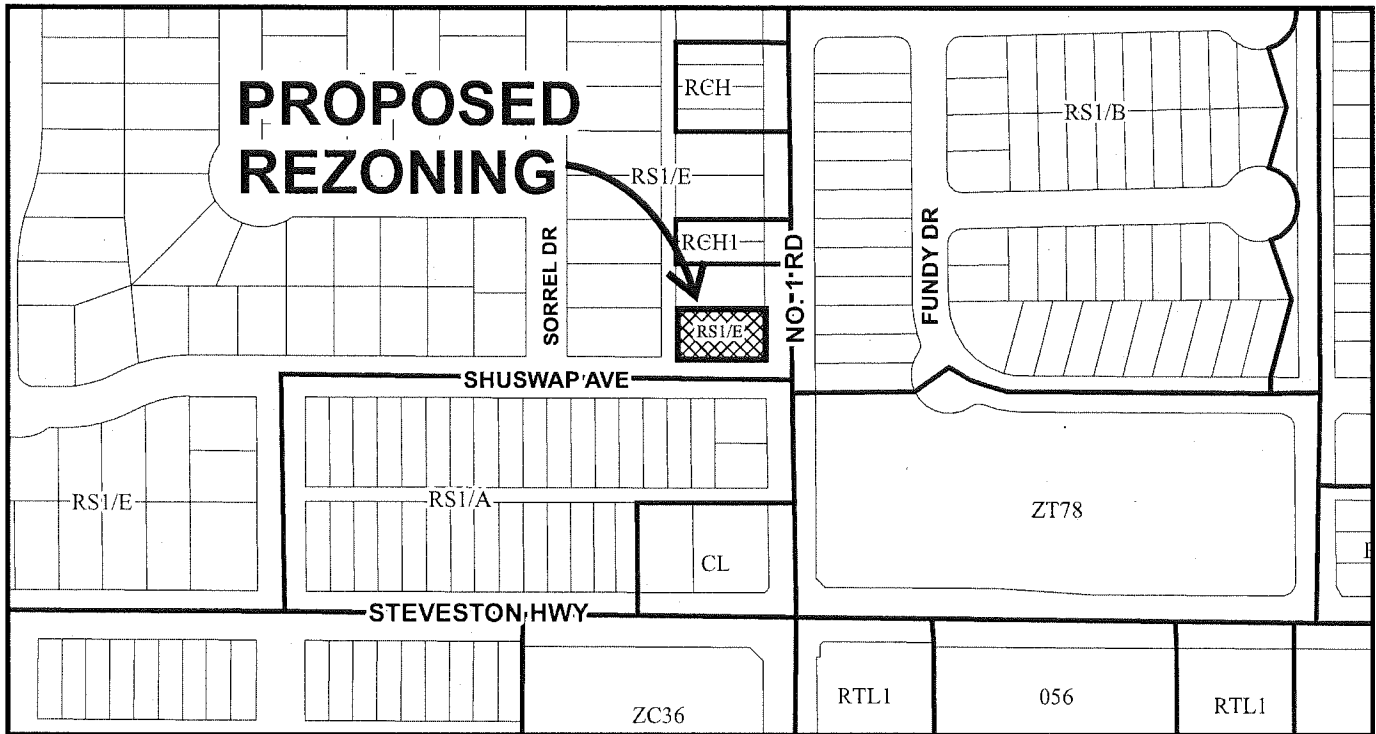 PROPOSED
REZONING
RCH
RS1/B
RS1/E
RCH1
SORREL DR
NO. 1 RD
FUNDY DR
RS1/E
SHUSWAP AVE
RS1/E
RS1/A
ZT78
CL
STEVESTON HWY
ZC36
RTL1
056
RTL1